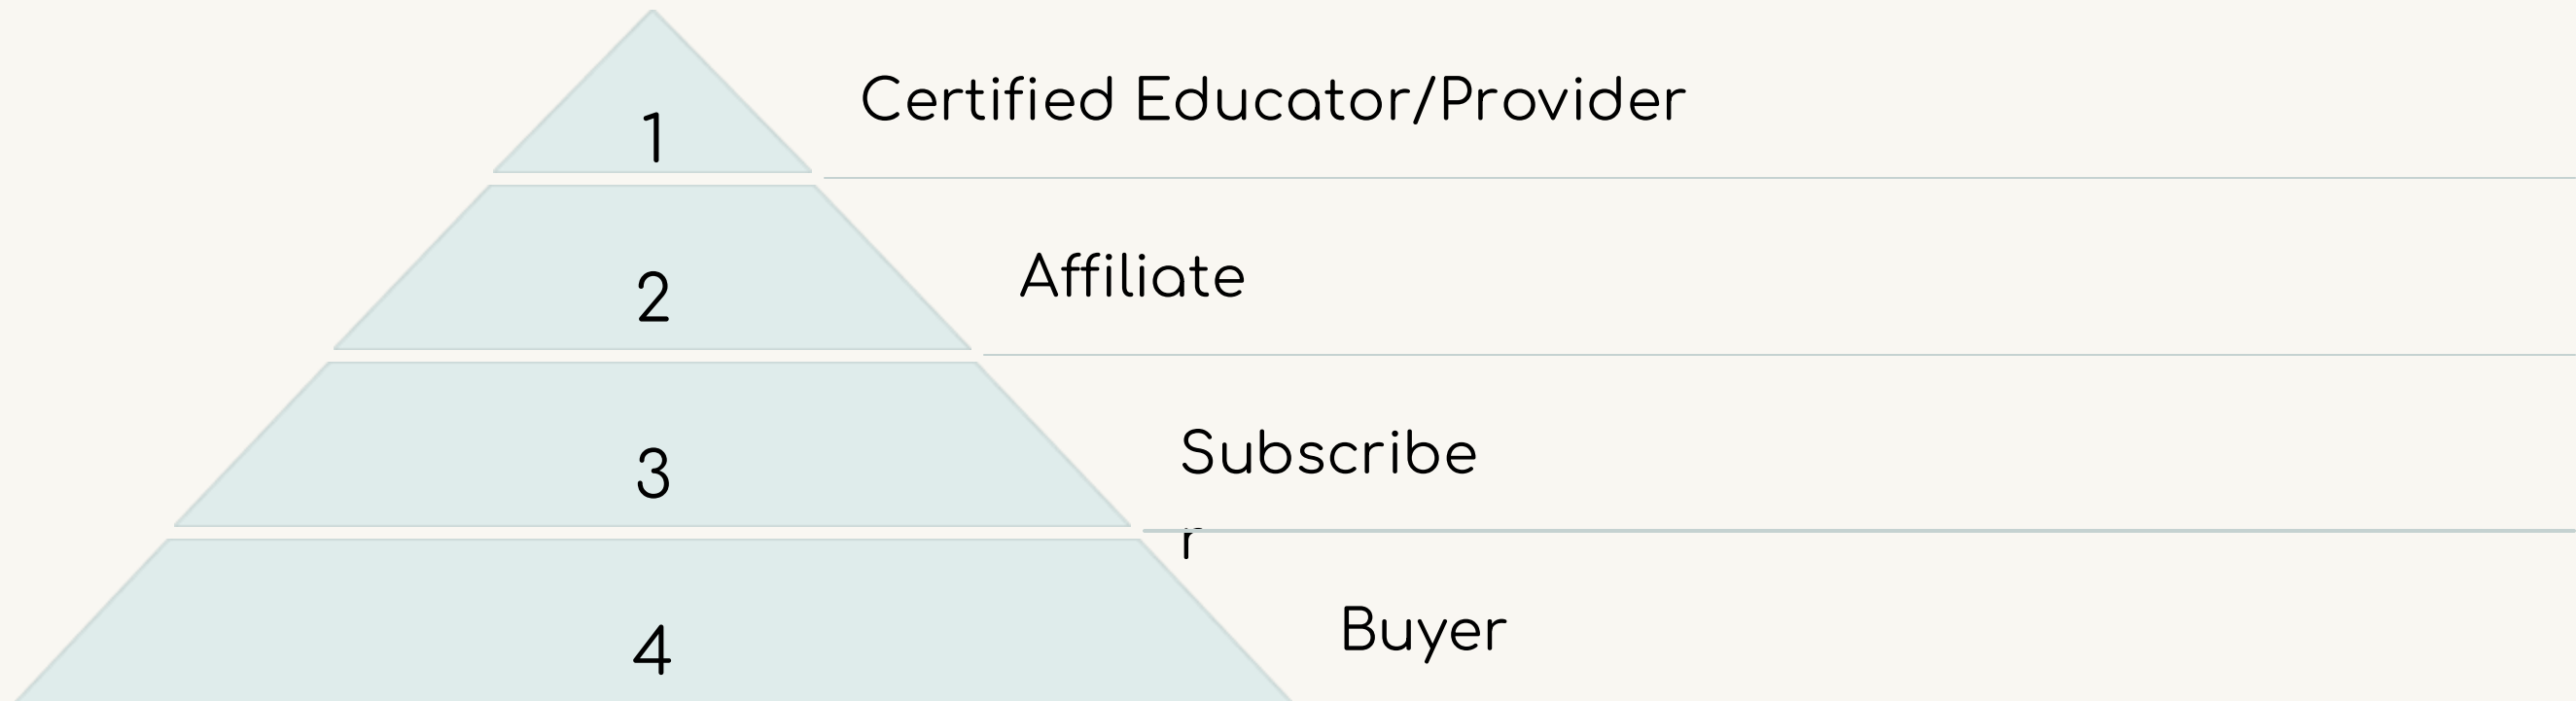 1
Certified Educator/Provider
2
Affiliate
3
Subscribe
r
4
Buyer